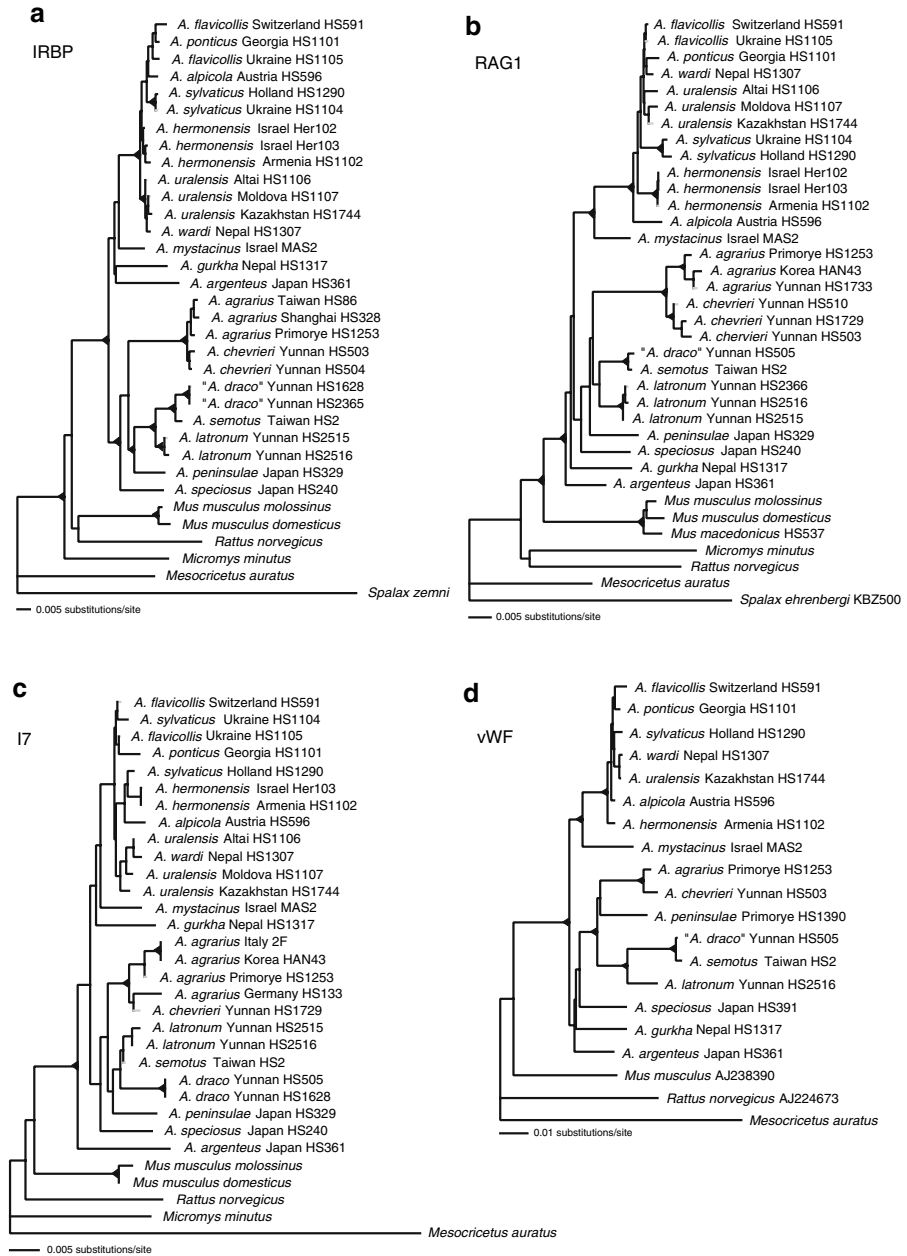 a
IRBP
A. flavicollis Switzerland HS591
A. ponticus Georgia HS1101
A. flavicollis Ukraine HS1105
A. alpicola Austria HS596
A. sylvaticus Holland HS1290
A. sylvaticus Ukraine HS1104
A. hermonensis Israel Her102
A. hermonensis Israel Her103
A. hermonensis Armenia HS1102
A. uralensis Altai HS1106
A. uralensis Moldova HS1107
A. uralensis Kazakhstan HS1744
A. wardi Nepal HS1307
A. mystacinus Israel MAS2
A. gurkha Nepal HS1317
A. argenteus Japan HS361
A. agrarius Taiwan HS86
A. agrarius Shanghai HS328
A. agrarius Primorye HS1253
A. chevrieri Yunnan HS503
A. chevrieri Yunnan HS504
"A. draco" Yunnan HS1628
"A. draco" Yunnan HS2365
A. semotus Taiwan HS2
A. latronum Yunnan HS2515
A. latronum Yunnan HS2516
A. peninsulae Japan HS329
A. speciosus Japan HS240
Mus musculus molossinus
Mus musculus domesticus
Rattus norvegicus
Micromys minutus
Mesocricetus auratus
Spalax zemni
0.005 substitutions/site
b
RAG1
A. flavicollis Switzerland HS591
A. flavicollis Ukraine HS1105
A. ponticus Georgia HS1101
A. wardi Nepal HS1307
A. uralensis Altai HS1106
A. uralensis Moldova HS1107
A. uralensis Kazakhstan HS1744
A. sylvaticus Ukraine HS1104
A. sylvaticus Holland HS1290
A. hermonensis Israel Her102
A. hermonensis Israel Her103
A. hermonensis Armenia HS1102
A. alpicola Austria HS596
A. mystacinus Israel MAS2
A. agrarius Primorye HS1253
A. agrarius Korea HAN43
A. agrarius Yunnan HS1733
A. chevrieri Yunnan HS510
A. chevrieri Yunnan HS1729
A. chervieri Yunnan HS503
"A. draco" Yunnan HS505
A. semotus Taiwan HS2
A. latronum Yunnan HS2366
A. latronum Yunnan HS2516
A. latronum Yunnan HS2515
A. peninsulae Japan HS329
A. speciosus Japan HS240
A. gurkha Nepal HS1317
A. argenteus Japan HS361
Mus musculus molossinus
Mus musculus domesticus
Mus macedonicus HS537
Micromys minutus
Rattus norvegicus
Mesocricetus auratus
Spalax ehrenbergi KBZ500
0.005 substitutions/site
c
I7
A. flavicollis Switzerland HS591
A. sylvaticus Ukraine HS1104
A. flavicollis Ukraine HS1105
A. ponticus Georgia HS1101
A. sylvaticus Holland HS1290
A. hermonensis Israel Her103
A. hermonensis Armenia HS1102
A. alpicola Austria HS596
A. uralensis Altai HS1106
A. wardi Nepal HS1307
A. uralensis Moldova HS1107
A. uralensis Kazakhstan HS1744
A. mystacinus Israel MAS2
A. gurkha Nepal HS1317
A. agrarius Italy 2F
A. agrarius Korea HAN43
A. agrarius Primorye HS1253
A. agrarius Germany HS133
A. chevrieri Yunnan HS1729
A. latronum Yunnan HS2515
A. latronum Yunnan HS2516
A. semotus Taiwan HS2
A. draco Yunnan HS505
A. draco Yunnan HS1628
A. peninsulae Japan HS329
A. speciosus Japan HS240
A. argenteus Japan HS361
Mus musculus molossinus
Mus musculus domesticus
Rattus norvegicus
Micromys minutus
Mesocricetus auratus
0.005 substitutions/site
d
vWF
A. flavicollis Switzerland HS591
A. ponticus Georgia HS1101
A. sylvaticus Holland HS1290
A. wardi Nepal HS1307
A. uralensis Kazakhstan HS1744
A. alpicola Austria HS596
A. hermonensis Armenia HS1102
A. mystacinus Israel MAS2
A. agrarius Primorye HS1253
A. chevrieri Yunnan HS503
A. peninsulae Primorye HS1390
"A. draco" Yunnan HS505
A. semotus Taiwan HS2
A. latronum Yunnan HS2516
A. speciosus Japan HS391
A. gurkha Nepal HS1317
A. argenteus Japan HS361
Mus musculus AJ238390
Rattus norvegicus AJ224673
Mesocricetus auratus
0.01 substitutions/site